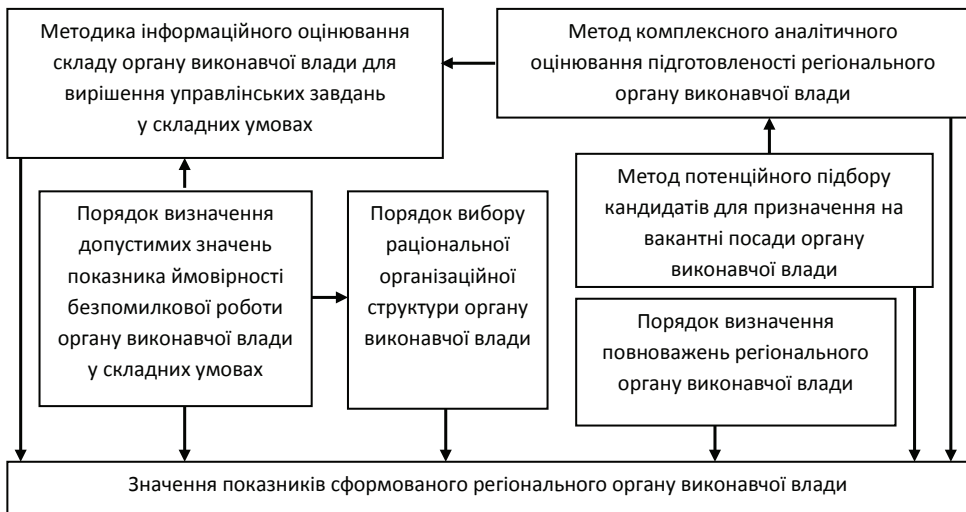 Методика інформаційного оцінювання
складу органу виконавчої влади для
вирішення управлінських завдань
у складних умовах
Метод комплексного аналітичного
оцінювання підготовленості регіонального
органу виконавчої влади
Порядок визначення
допустимих значень
показника ймовірності
безпомилкової роботи
органу виконавчої влади
у складних умовах
Порядок вибору
раціональної
організаційної
структури органу
виконавчої влади
Метод потенційного підбору
кандидатів для призначення на
вакантні посади органу
виконавчої влади
Порядок визначення
повноважень регіонального
органу виконавчої влади
Значення показників сформованого регіонального органу виконавчої влади